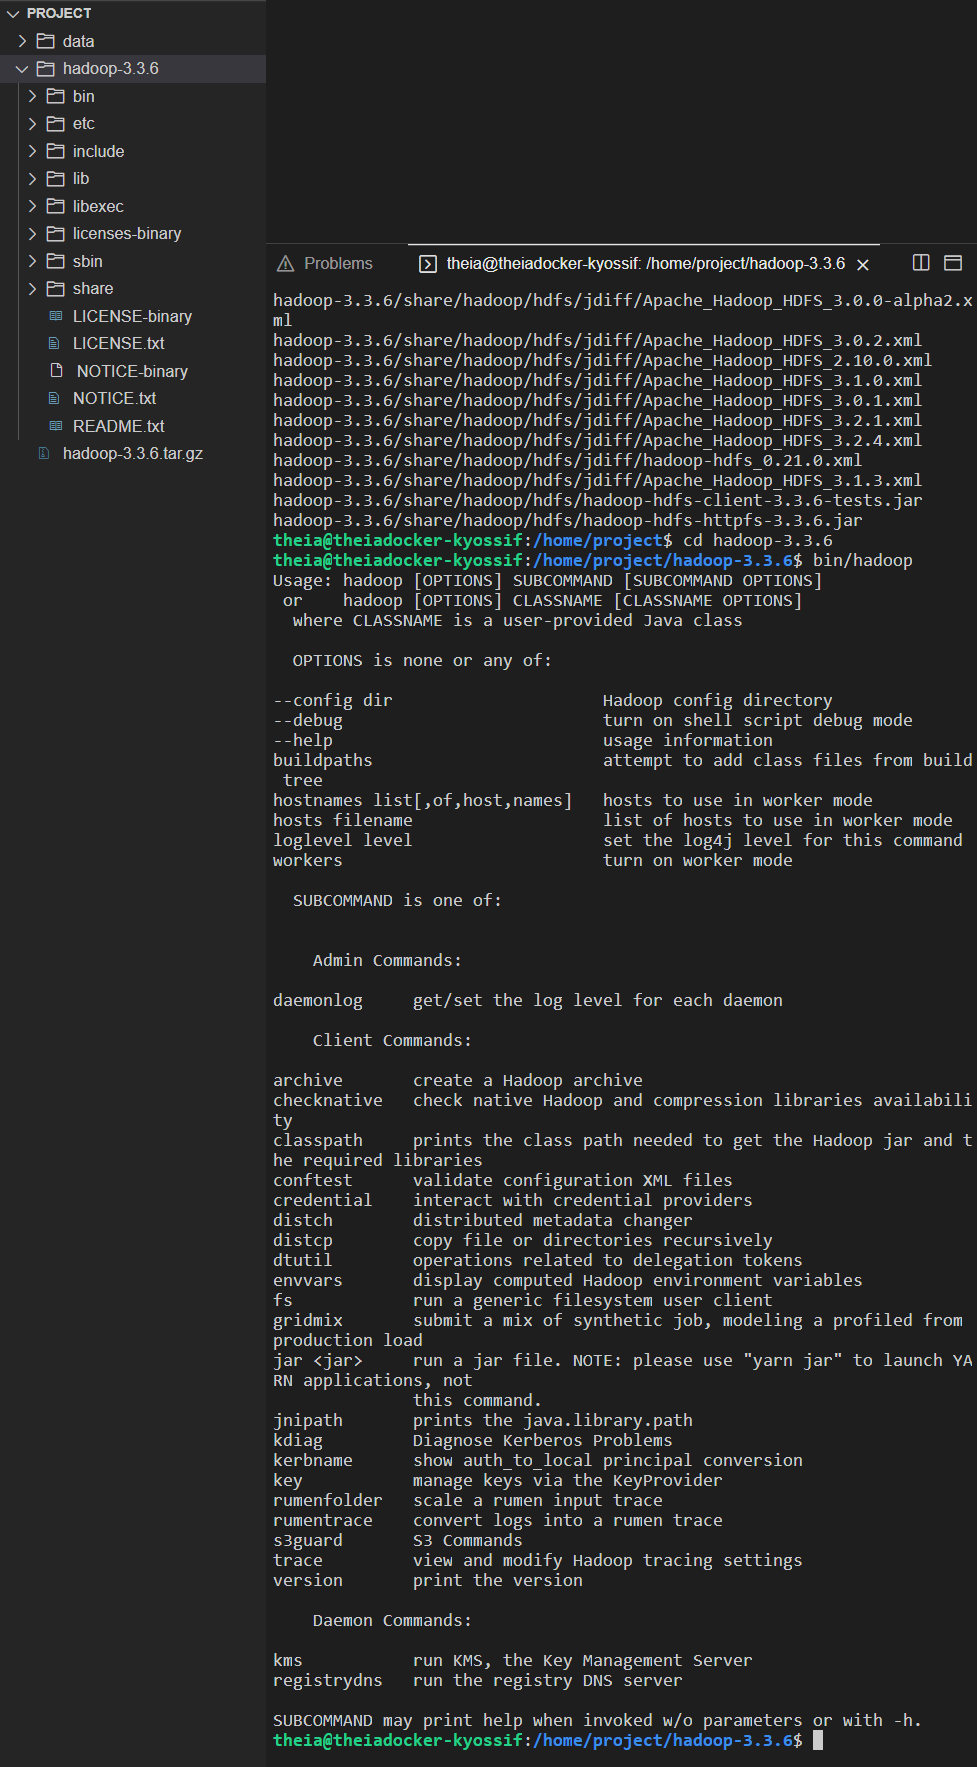 PROJECT
data
hadoop-3.3.6
bin
etc
include
lib
libexec
licenses-binary
sbin
share
LICENSE-binary
LICENSE.txt
NOTICE-binary
NOTICE.txt
README.txt
hadoop-3.3.6.tar.gz
Problems
theia@theiadocker-kyossif: /home/project/hadoop-3.3.6
hadoop-3.3.6/share/hadoop/hdfs/jdiff/Apache_Hadoop_HDFS_3.0.0-alpha2.x
ml
hadoop-3.3.6/share/hadoop/hdfs/jdiff/Apache_Hadoop_HDFS_3.0.2.xml
hadoop-3.3.6/share/hadoop/hdfs/jdiff/Apache_Hadoop_HDFS_2.10.0.xml
hadoop-3.3.6/share/hadoop/hdfs/jdiff/Apache_Hadoop_HDFS_3.1.0.xml
hadoop-3.3.6/share/hadoop/hdfs/jdiff/Apache_Hadoop_HDFS_3.0.1.xml
hadoop-3.3.6/share/hadoop/hdfs/jdiff/Apache_Hadoop_HDFS_3.2.1.xml
hadoop-3.3.6/share/hadoop/hdfs/jdiff/Apache_Hadoop_HDFS_3.2.4.xml
hadoop-3.3.6/share/hadoop/hdfs/jdiff/hadoop-hdfs_0.21.0.xml
hadoop-3.3.6/share/hadoop/hdfs/jdiff/Apache_Hadoop_HDFS_3.1.3.xml
hadoop-3.3.6/share/hadoop/hdfs/hadoop-hdfs-client-3.3.6-tests.jar
hadoop-3.3.6/share/hadoop/hdfs/hadoop-hdfs-httpfs-3.3.6.jar
theia@theiadocker-kyossif:/home/project$ cd hadoop-3.3.6
theia@theiadocker-kyossif:/home/project/hadoop-3.3.6$ bin/hadoop
Usage: hadoop [OPTIONS] SUBCOMMAND [SUBCOMMAND OPTIONS]
 or    hadoop [OPTIONS] CLASSNAME [CLASSNAME OPTIONS]
  where CLASSNAME is a user-provided Java class
  OPTIONS is none or any of:
--config dir                     Hadoop config directory
--debug                          turn on shell script debug mode
--help                           usage information
buildpaths                       attempt to add class files from build
 tree
hostnames list[,of,host,names]   hosts to use in worker mode
hosts filename                   list of hosts to use in worker mode
loglevel level                   set the log4j level for this command
workers                          turn on worker mode
  SUBCOMMAND is one of:
    Admin Commands:
daemonlog     get/set the log level for each daemon
    Client Commands:
archive       create a Hadoop archive
checknative   check native Hadoop and compression libraries availabili
ty
classpath     prints the class path needed to get the Hadoop jar and t
he required libraries
conftest      validate configuration XML files
credential    interact with credential providers
distch        distributed metadata changer
distcp        copy file or directories recursively
dtutil        operations related to delegation tokens
envvars       display computed Hadoop environment variables
fs            run a generic filesystem user client
gridmix       submit a mix of synthetic job, modeling a profiled from
production load
jar <jar>     run a jar file. NOTE: please use "yarn jar" to launch YA
RN applications, not
              this command.
jnipath       prints the java.library.path
kdiag         Diagnose Kerberos Problems
kerbname      show auth_to_local principal conversion
key           manage keys via the KeyProvider
rumenfolder   scale a rumen input trace
rumentrace    convert logs into a rumen trace
s3guard       S3 Commands
trace         view and modify Hadoop tracing settings
version       print the version
    Daemon Commands:
kms           run KMS, the Key Management Server
registrydns   run the registry DNS server
SUBCOMMAND may print help when invoked w/o parameters or with -h.
theia@theiadocker-kyossif:/home/project/hadoop-3.3.6$